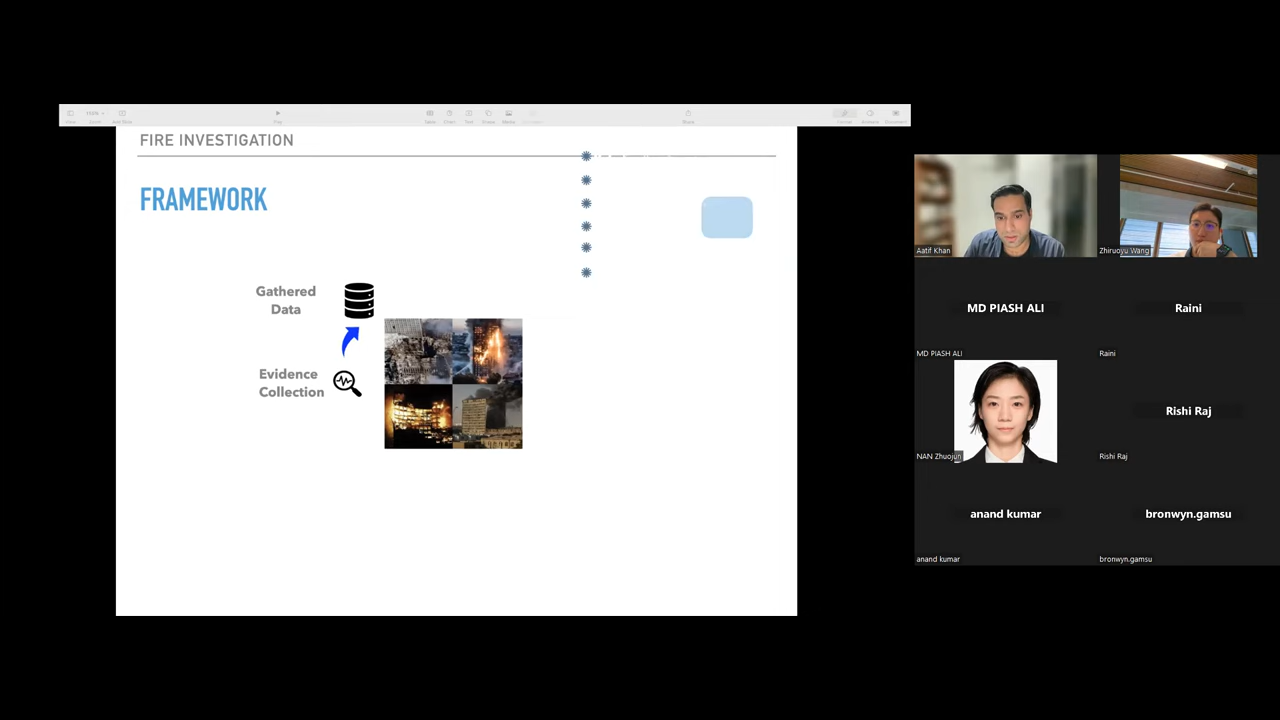 FIRE INVESTIGATION
FRAMEWORK
Gathered
Data
Evidence
Collection
Aatif Khan
Zhiruoyu Wang
MD PIASH ALI
Raini
MD PIASH ALI
Raini
Rishi Raj
NAN Zhuojun
Rishi Raj
anand kumar
bronwyn.gamsu
anand kumar
bronwyn.gamsu